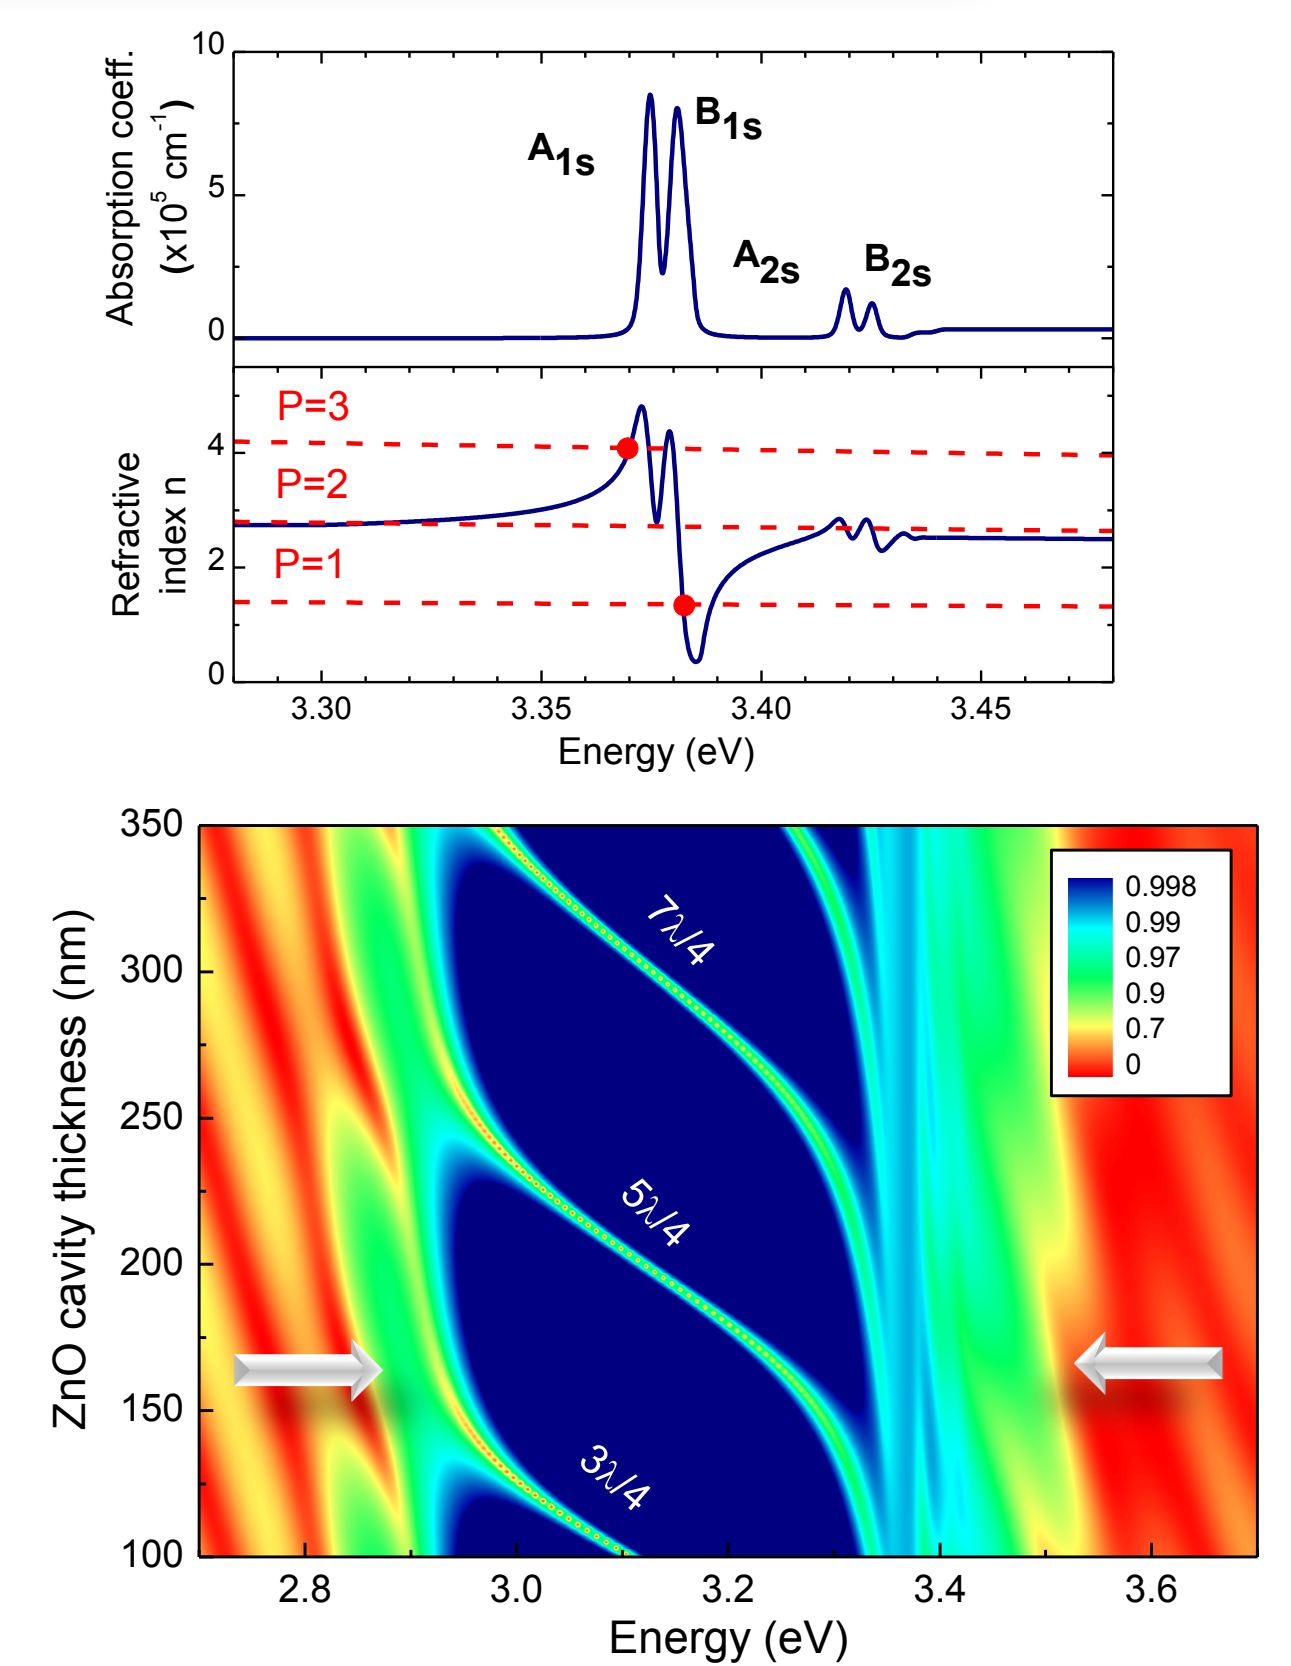 10
5
0
Absorption coeff.
(x10⁵ cm⁻¹)
A1s
B1s
A2s
B2s
P=3
P=2
P=1
4
2
0
Refractive
index n
3.30 3.35 3.40 3.45
Energy (eV)
350
300
250
200
150
100
ZnO cavity thickness (nm)
7λ/4
5λ/4
3λ/4
0.998
0.99
0.97
0.9
0.7
0
2.8 3.0 3.2 3.4 3.6
Energy (eV)